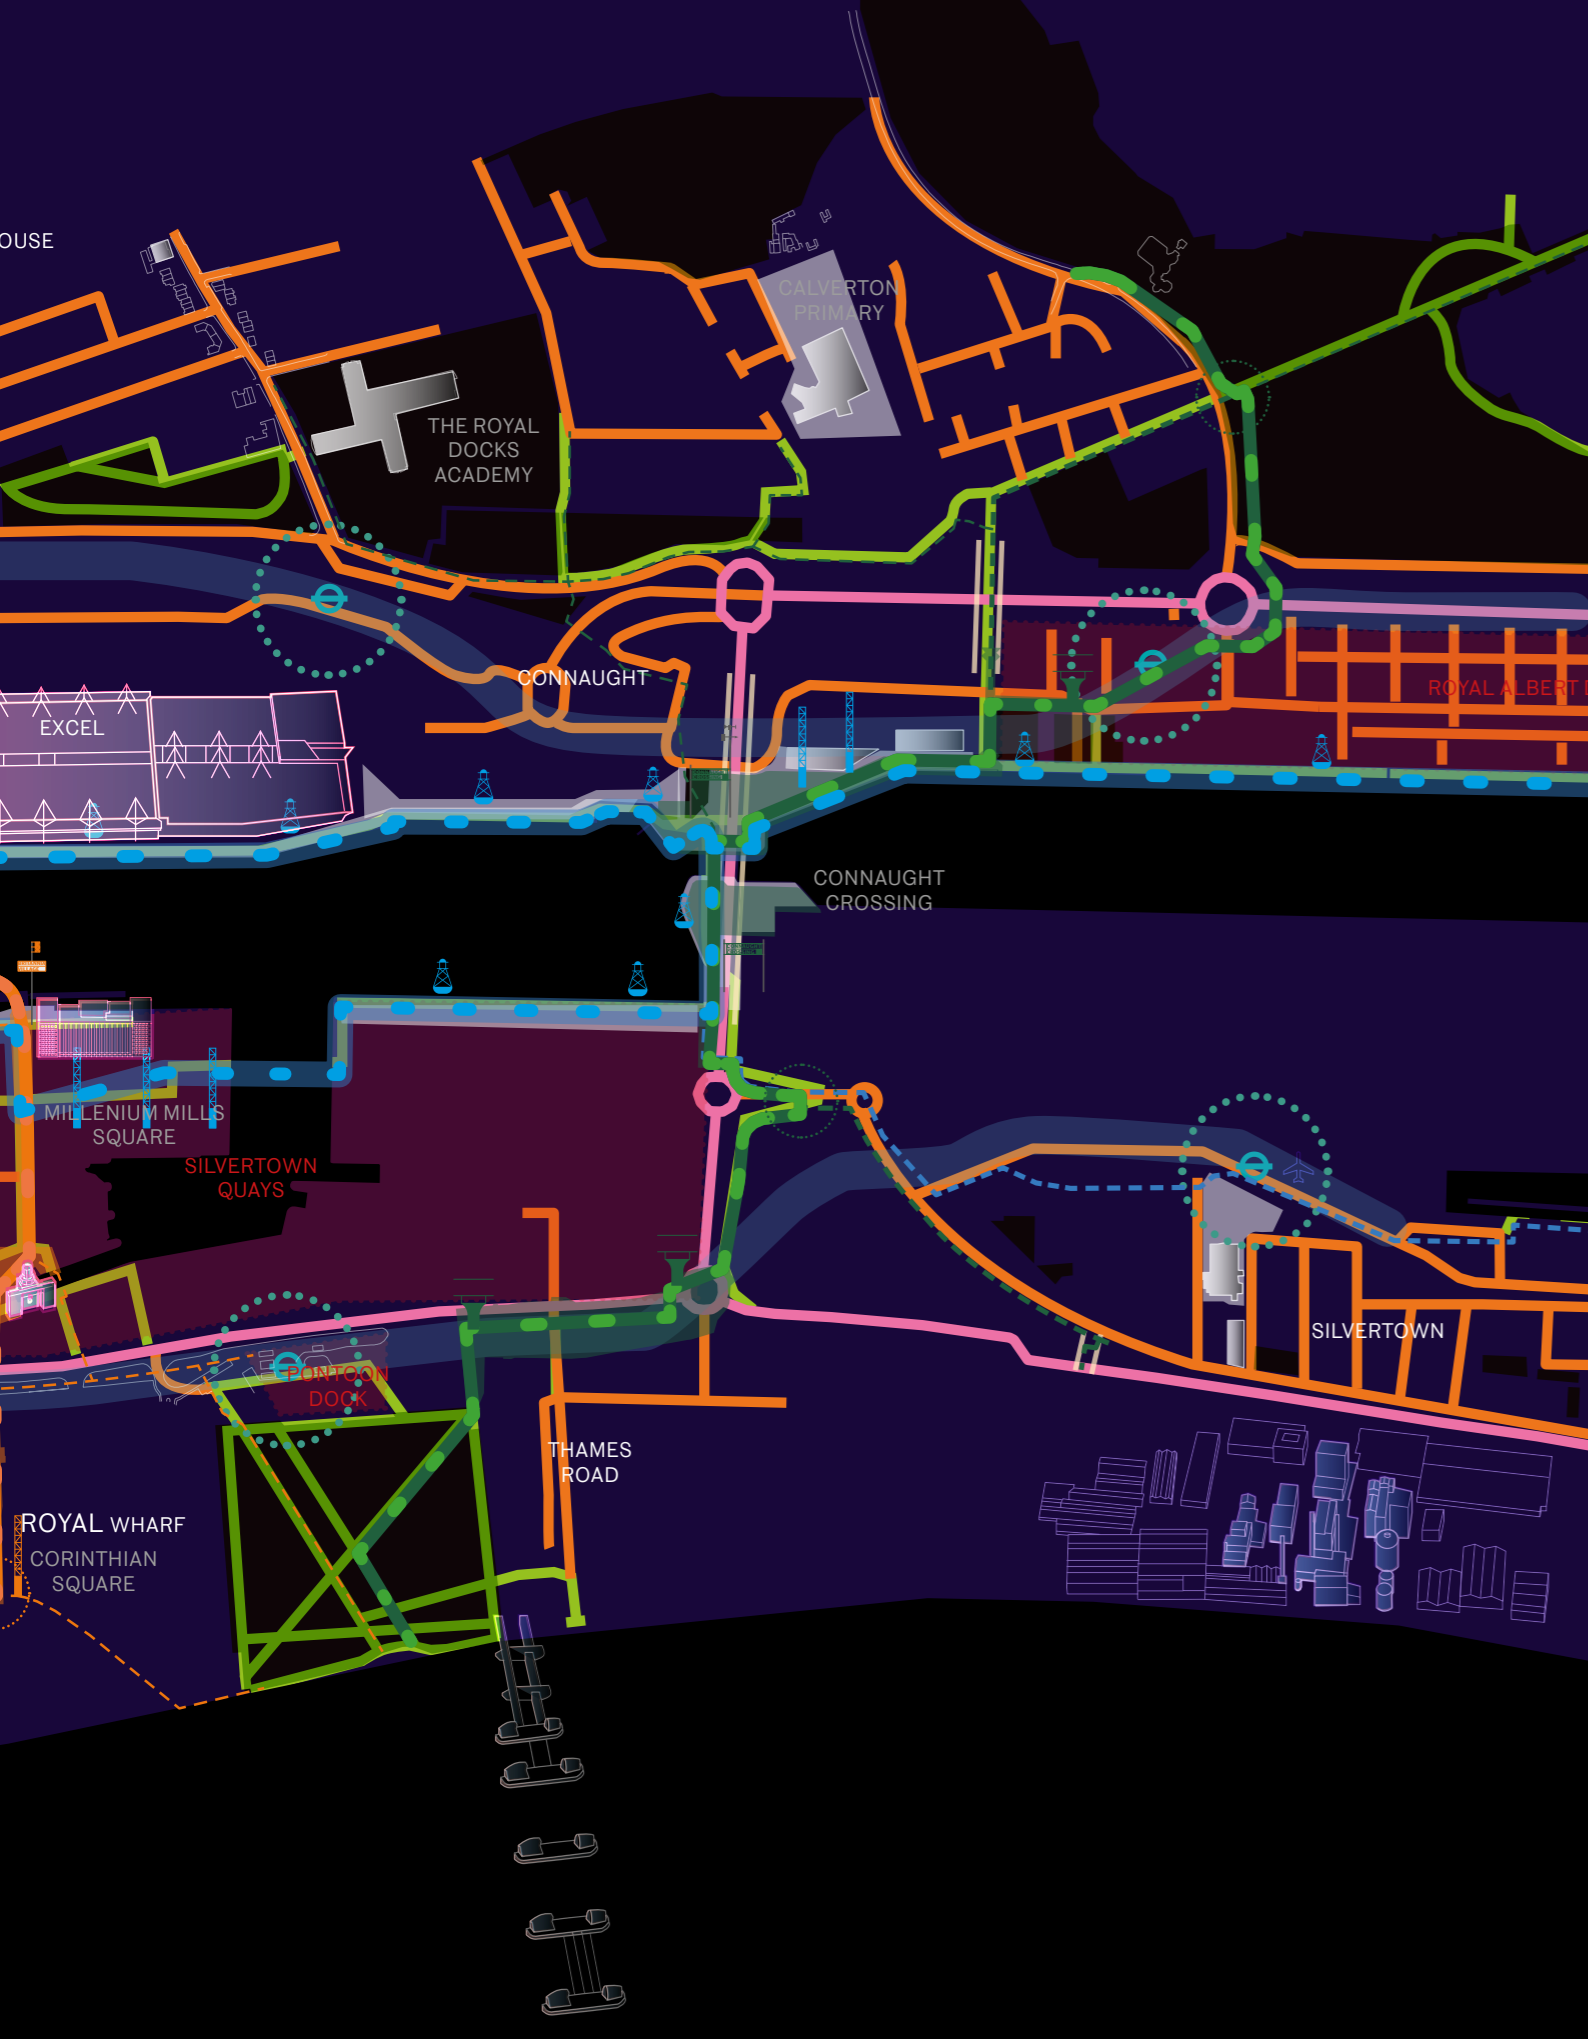 OUSE
CALVERTON
PRIMARY
THE ROYAL
DOCKS
ACADEMY
CONNAUGHT
ROYAL ALBERT
EXCEL
CONNAUGHT
CROSSING
MILLENIUM MILLS
SQUARE
SILVERTOWN
QUAYS
SILVERTOWN
PONTOON
DOCK
THAMES
ROAD
ROYAL WHARF
CORINTHIAN
SQUARE